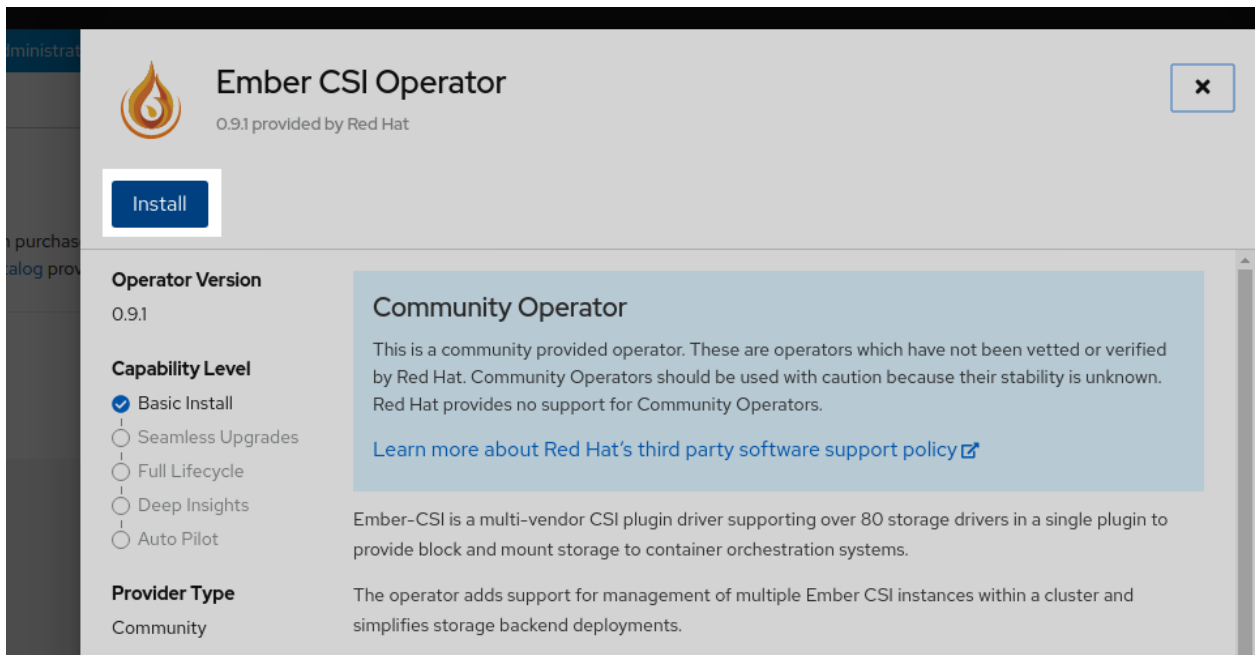 Ember CSI Operator
0.9.1 provided by Red Hat
Install
Operator Version
0.9.1
Capability Level
Basic Install
Seamless Upgrades
Full Lifecycle
Deep Insights
Auto Pilot
Provider Type
Community
Community Operator
This is a community provided operator. These are operators which have not been vetted or verified
by Red Hat. Community Operators should be used with caution because their stability is unknown.
Red Hat provides no support for Community Operators.
Learn more about Red Hat's third party software support policy
Ember-CSI is a multi-vendor CSI plugin driver supporting over 80 storage drivers in a single plugin to
provide block and mount storage to container orchestration systems.
The operator adds support for management of multiple Ember CSI instances within a cluster and
simplifies storage backend deployments.